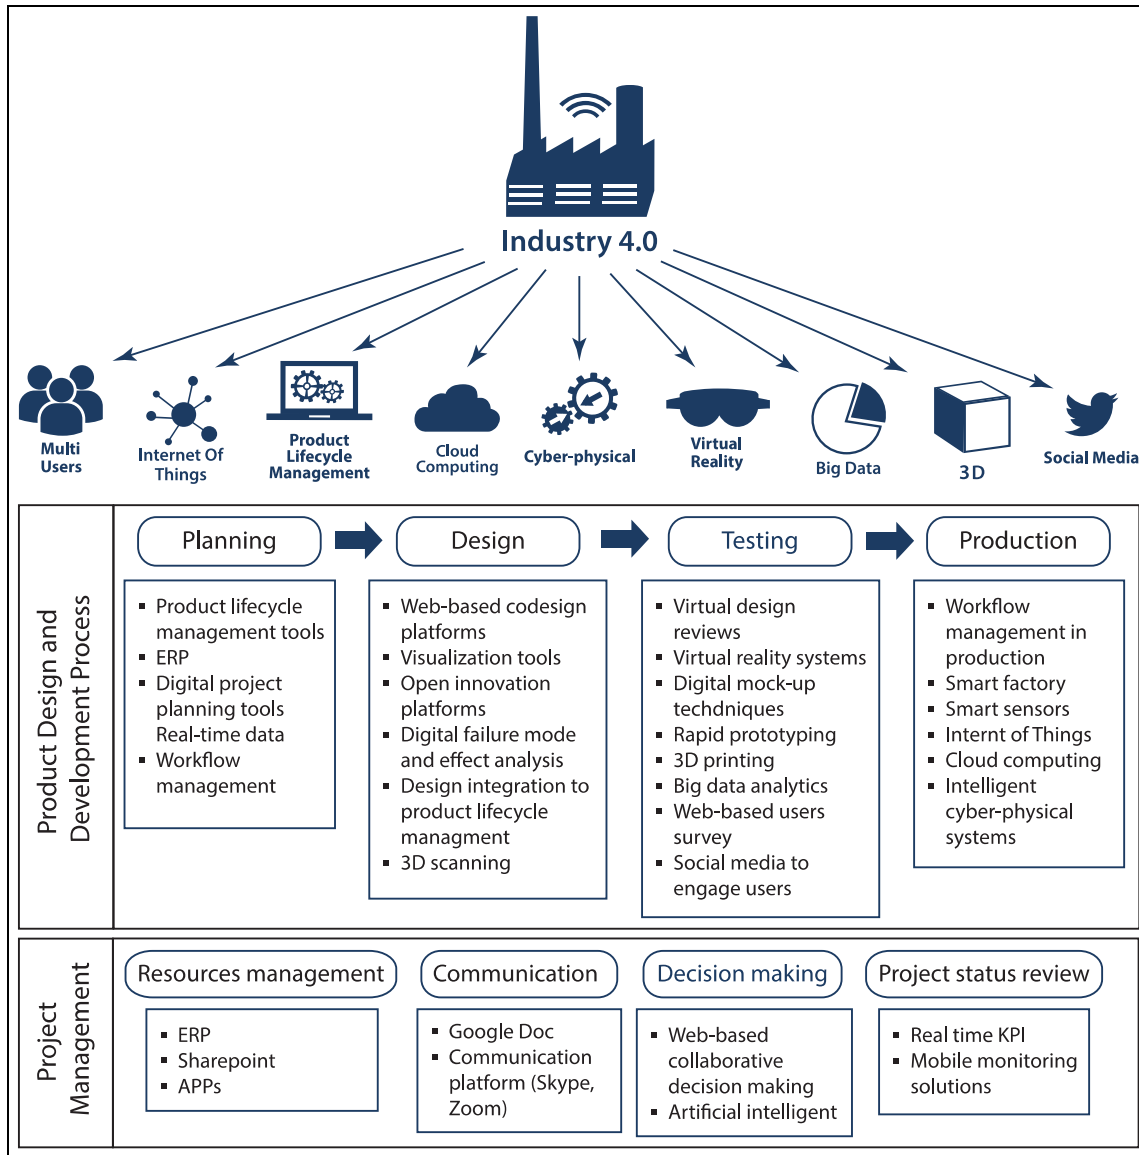 Industry 4.0
Multi
Users
Internet Of
Things
Product
Lifecycle
Management
Cloud
Computing
Cyber-physical
Virtual
Reality
Big Data
3D
Social Media
Product Design and
Development Process
Planning
▪ Product lifecycle
management tools
▪ ERP
▪ Digital project
planning tools
Real-time data
▪ Workflow
management
Design
▪ Web-based codesign
platforms
▪ Visualization tools
▪ Open innovation
platforms
▪ Digital failure mode
and effect analysis
▪ Design integration to
product lifecycle
managment
▪ 3D scanning
Testing
▪ Virtual design
reviews
▪ Virtual reality systems
▪ Digital mock-up
techdniques
▪ Rapid prototyping
▪ 3D printing
▪ Big data analytics
▪ Web-based users
survey
▪ Social media to
engage users
Production
▪ Workflow
management in
production
▪ Smart factory
▪ Smart sensors
▪ Internt of Things
▪ Cloud computing
▪ Intelligent
cyber-physical
systems
Project
Management
Resources management
▪ ERP
▪ Sharepoint
▪ APPs
Communication
▪ Google Doc
▪ Communication
platform (Skype,
Zoom)
Decision making
▪ Web-based
collaborative
decision making
▪ Artificial intelligent
Project status review
▪ Real time KPI
▪ Mobile monitoring
solutions